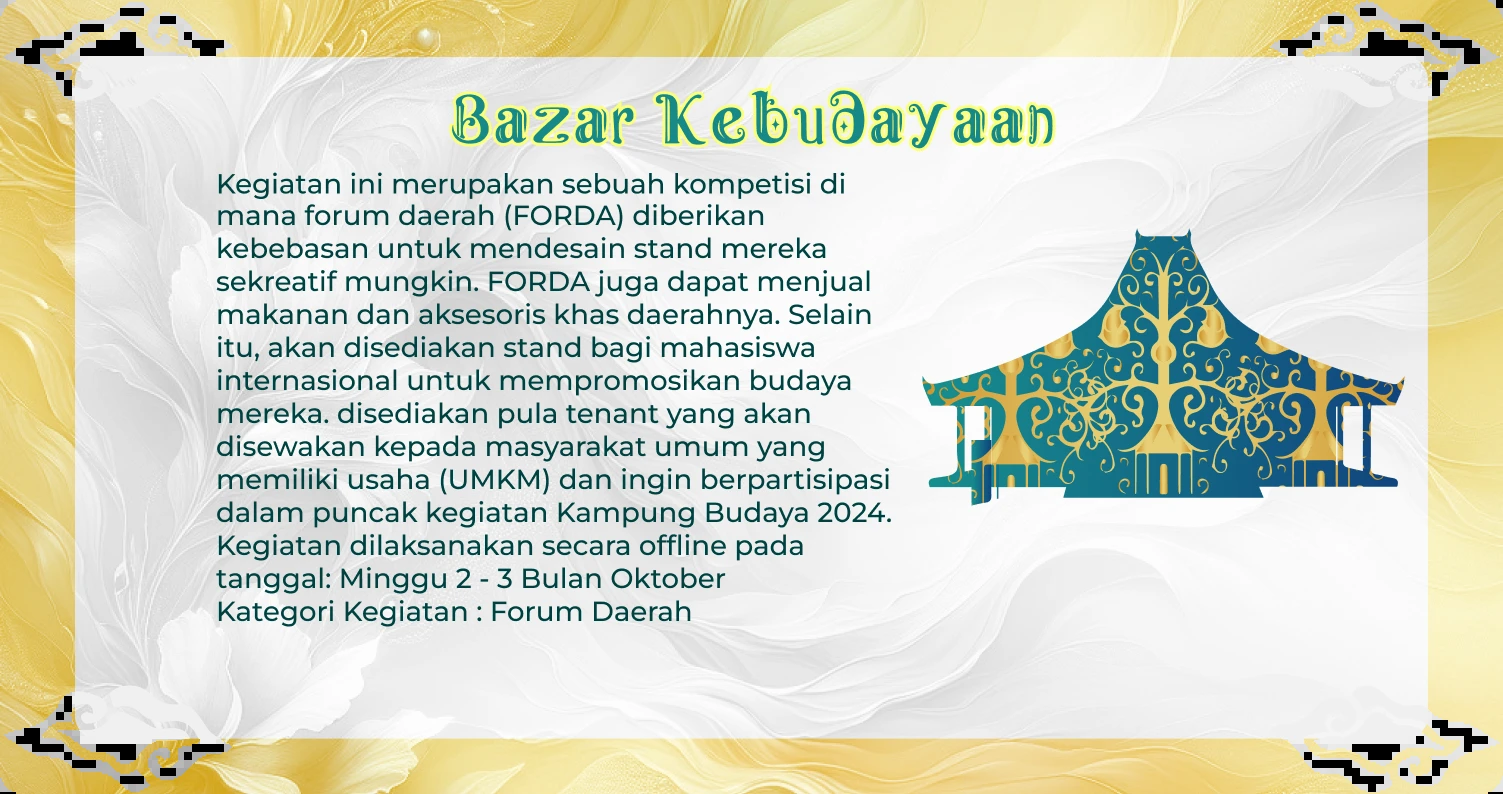 Bazar Kebudayaan
Kegiatan ini merupakan sebuah kompetisi di
mana forum daerah (FORDA) diberikan
kebebasan untuk mendesain stand mereka
sekreatif mungkin. FORDA juga dapat menjual
makanan dan aksesoris khas daerahnya. Selain
itu, akan disediakan stand bagi mahasiswa
internasional untuk mempromosikan budaya
mereka. disediakan pula tenant yang akan
disewakan kepada masyarakat umum yang
memiliki usaha (UMKM) dan ingin berpartisipasi
dalam puncak kegiatan Kampung Budaya 2024.
Kegiatan dilaksanakan secara offline pada
tanggal: Minggu 2 - 3 Bulan Oktober
Kategori Kegiatan : Forum Daerah